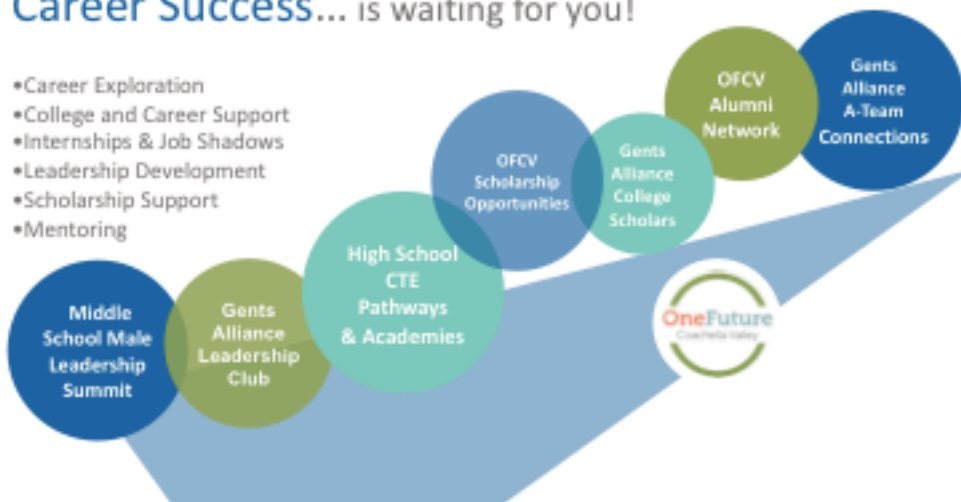 Career Success... is waiting for you!
•Career Exploration
•College and Career Support
•Internships & Job Shadows
•Leadership Development
•Scholarship Support
•Mentoring
Middle
School Male
Leadership
Summit
Gents
Alliance
Leadership
Club
High School
CTE
Pathways
& Academies
OFCV
Scholarship
Opportunities
Gents
Alliance
College
Scholars
OFCV
Alumni
Network
Gents
Alliance
A-Team
Connections
OneFuture
Coachella Valley